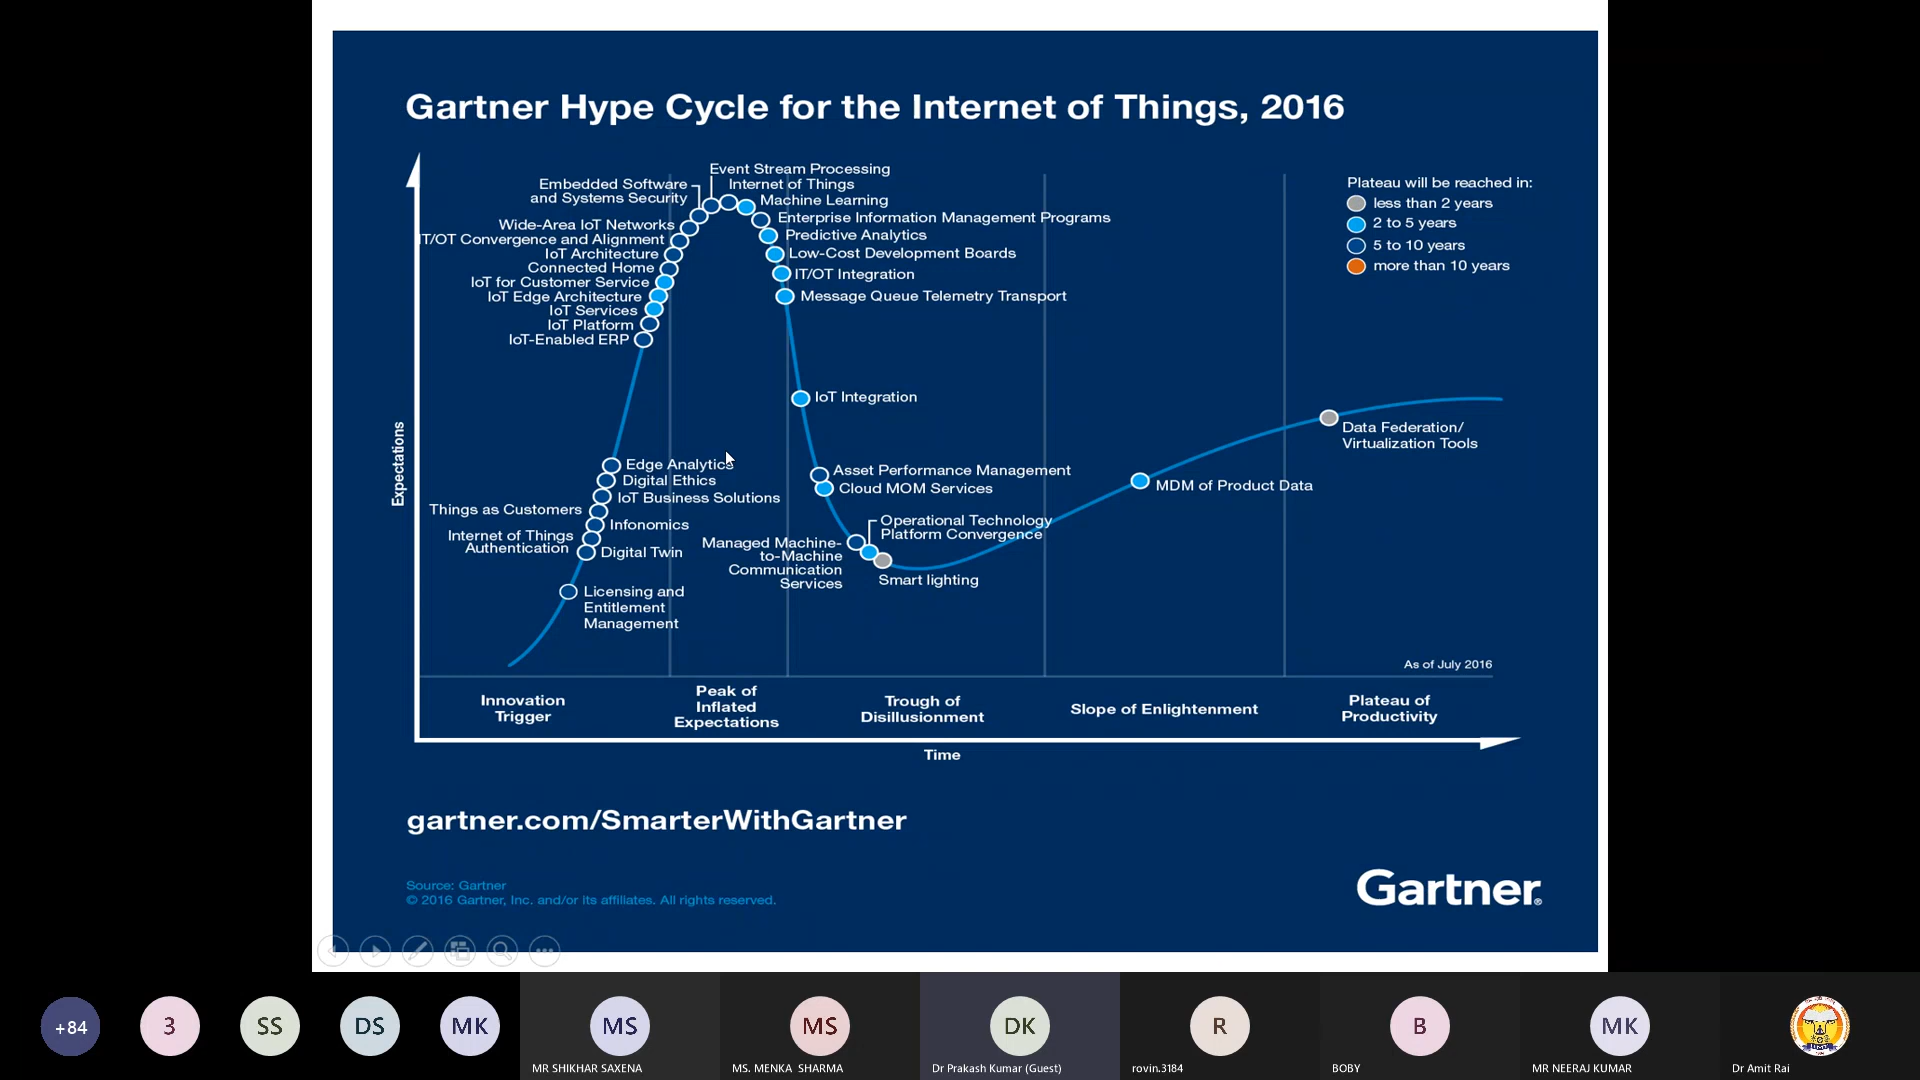 Gartner Hype Cycle for the Internet of Things, 2016
Event Stream Processing
Embedded Software
and Systems Security
Internet of Things
Machine Learning
Enterprise Information Management Programs
Wide-Area IoT Networks
Predictive Analytics
IT/OT Convergence and Alignment
Low-Cost Development Boards
IoT Architecture
Connected Home
IT/OT Integration
IoT for Customer Service
IoT Edge Architecture
Message Queue Telemetry Transport
IoT Services
IoT Platform
IoT-Enabled ERP
Plateau will be reached in:
less than 2 years
2 to 5 years
5 to 10 years
more than 10 years
IoT Integration
Data Federation/
Virtualization Tools
Expectations
Edge Analytics
Digital Ethics
IoT Business Solutions
Things as Customers
Infonomics
Internet of Things
Authentication
Digital Twin
Licensing and
Entitlement
Management
Asset Performance Management
Cloud MOM Services
MDM of Product Data
Operational Technology
Platform Convergence
Managed Machine-
to-Machine
Communication
Services
Smart lighting
As of July 2016
Innovation
Trigger
Peak of
Inflated
Expectations
Trough of
Disillusionment
Slope of Enlightenment
Plateau of
Productivity
Time
gartner.com/SmarterWithGartner
Gartner®
Source: Gartner
© 2016 Gartner, Inc. and/or its affiliates. All rights reserved.
+84
3
SS
DS
MK
MS
MS
DK
R
B
MK
MR SHIKHAR SAXENA
MS. MENKA SHARMA
Dr Prakash Kumar (Guest)
rovin.3184
BOBY
MR NEERAJ KUMAR
Dr Amit Rai